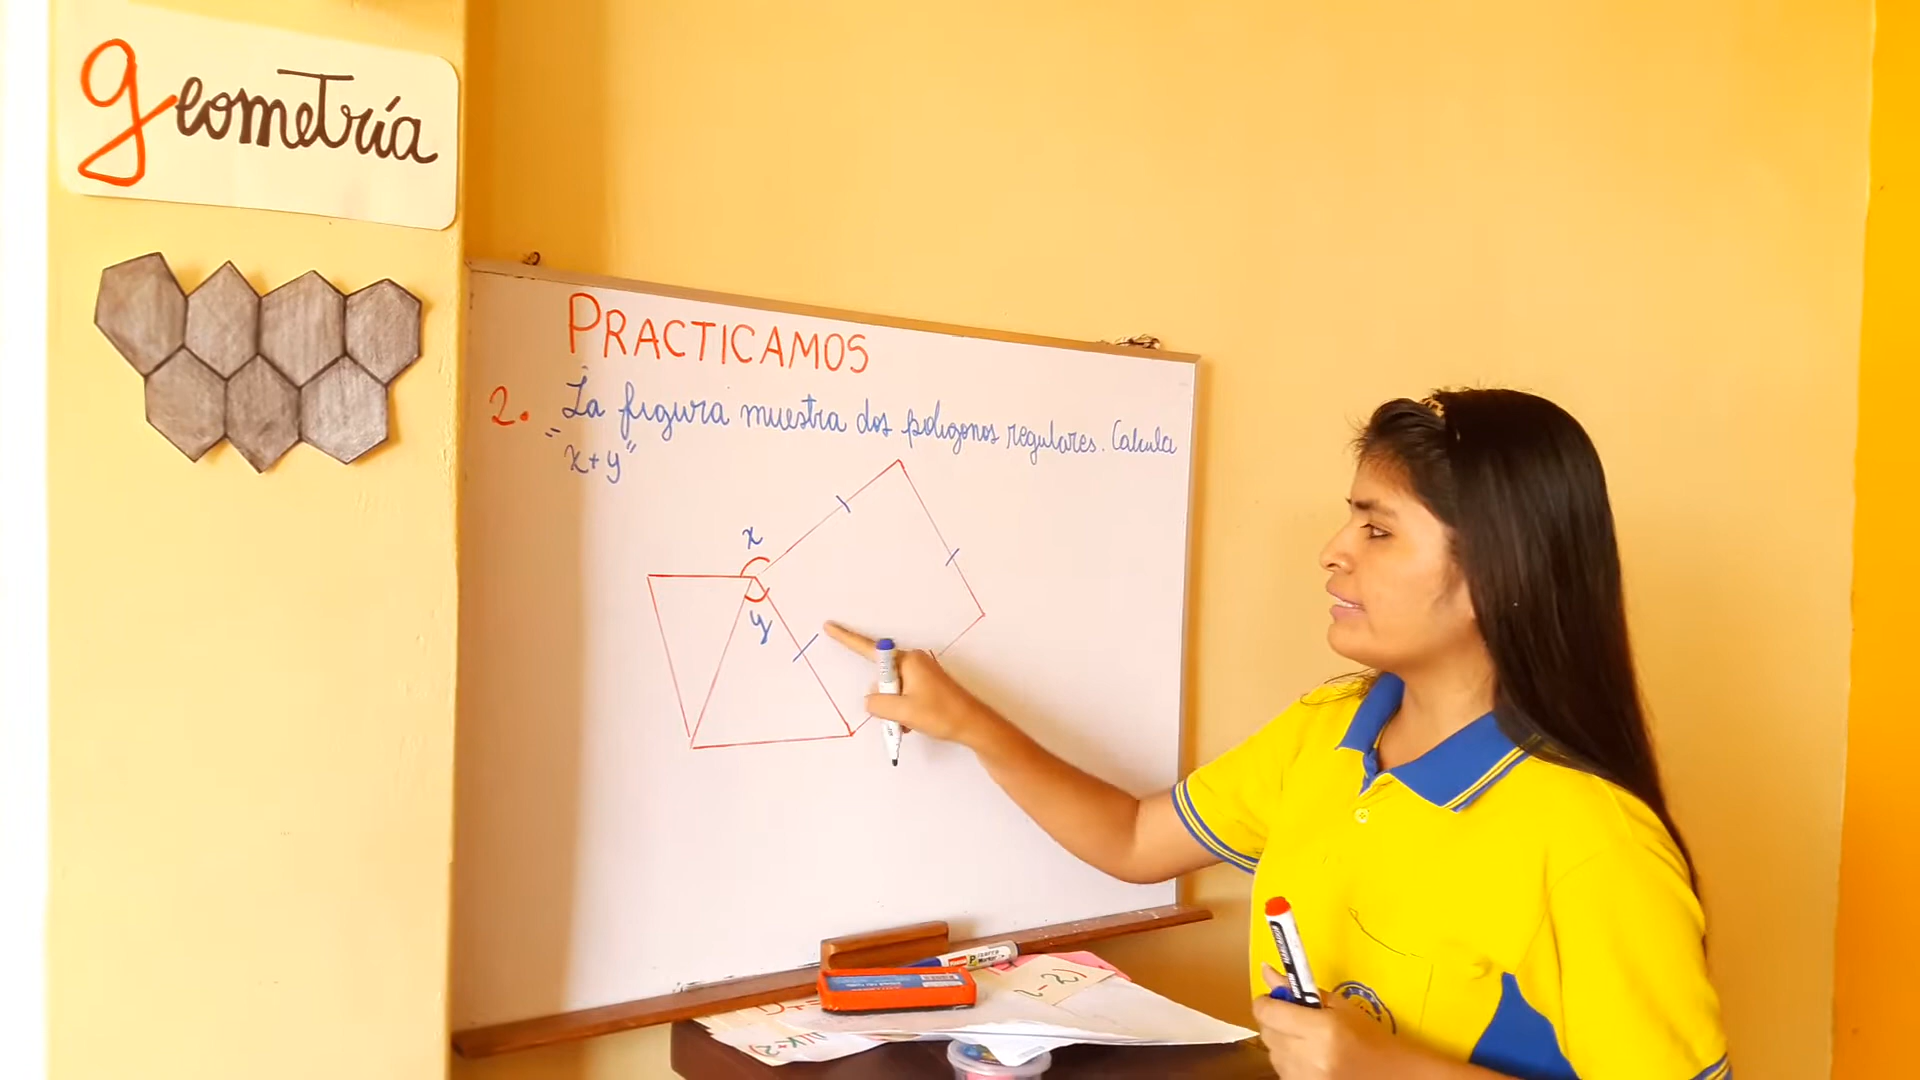 Geometría
PRACTICAMOS
2. La figura muestra dos polígonos regulares. Calcula
"x+y"
x
y